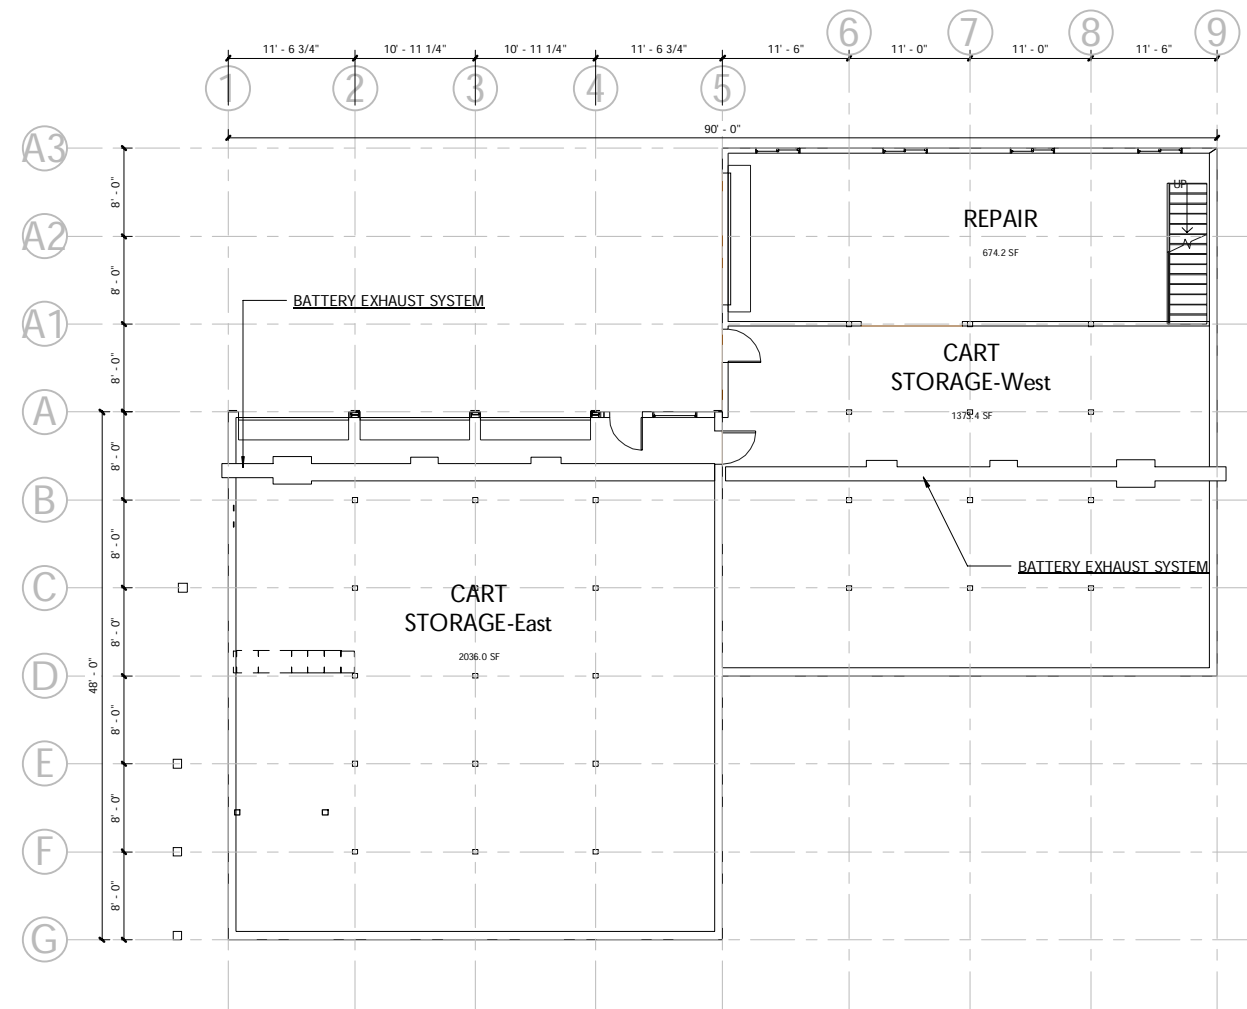 6 7 8 9
11' - 6 3/4" 10' - 11 1/4" 10' - 11 1/4" 11' - 6 3/4" 11' - 6" 11' - 0" 11' - 0" 11' - 6"
1 2 3 4 5
90' - 0"
A3
8' - 0"
UP
REPAIR
A2
674.2 SF
8' - 0"
BATTERY EXHAUST SYSTEM
A1
CART
STORAGE-West
8' - 0"
1373.4 SF
A
8' - 0"
B
8' - 0"
BATTERY EXHAUST SYSTEM
C
CART
STORAGE-East
8' - 0"
2036.0 SF
D
48' - 0"
8' - 0"
E
8' - 0"
F
8' - 0"
G